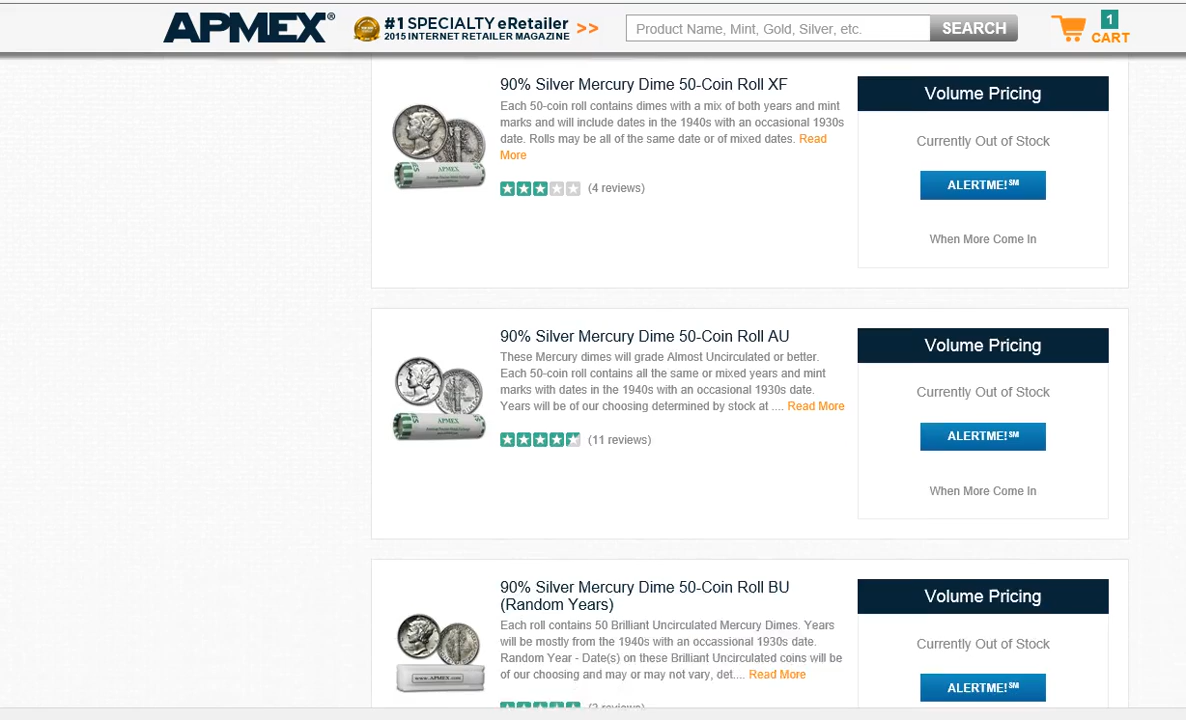 APMEX®
#1 SPECIALTY eRetailer
2015 INTERNET RETAILER MAGAZINE >>
Product Name, Mint, Gold, Silver, etc.
SEARCH
1
CART
90% Silver Mercury Dime 50-Coin Roll XF
Each 50-coin roll contains dimes with a mix of both years and mint
marks and will include dates in the 1940s with an occasional 1930s
date. Rolls may be all of the same date or of mixed dates. Read
More
(4 reviews)
APMEX
Volume Pricing
Currently Out of Stock
ALERTME!℠
When More Come In
90% Silver Mercury Dime 50-Coin Roll AU
These Mercury dimes will grade Almost Uncirculated or better.
Each 50-coin roll contains all the same or mixed years and mint
marks with dates in the 1940s with an occasional 1930s date.
Years will be of our choosing determined by stock at .... Read More
(11 reviews)
APMEX
Volume Pricing
Currently Out of Stock
ALERTME!℠
When More Come In
90% Silver Mercury Dime 50-Coin Roll BU
(Random Years)
Each roll contains 50 Brilliant Uncirculated Mercury Dimes. Years
will be mostly from the 1940s with an occassional 1930s date.
Random Year - Date(s) on these Brilliant Uncirculated coins will be
of our choosing and may or may not vary, det.... Read More
www.APMEX.com
Volume Pricing
Currently Out of Stock
ALERTME!℠